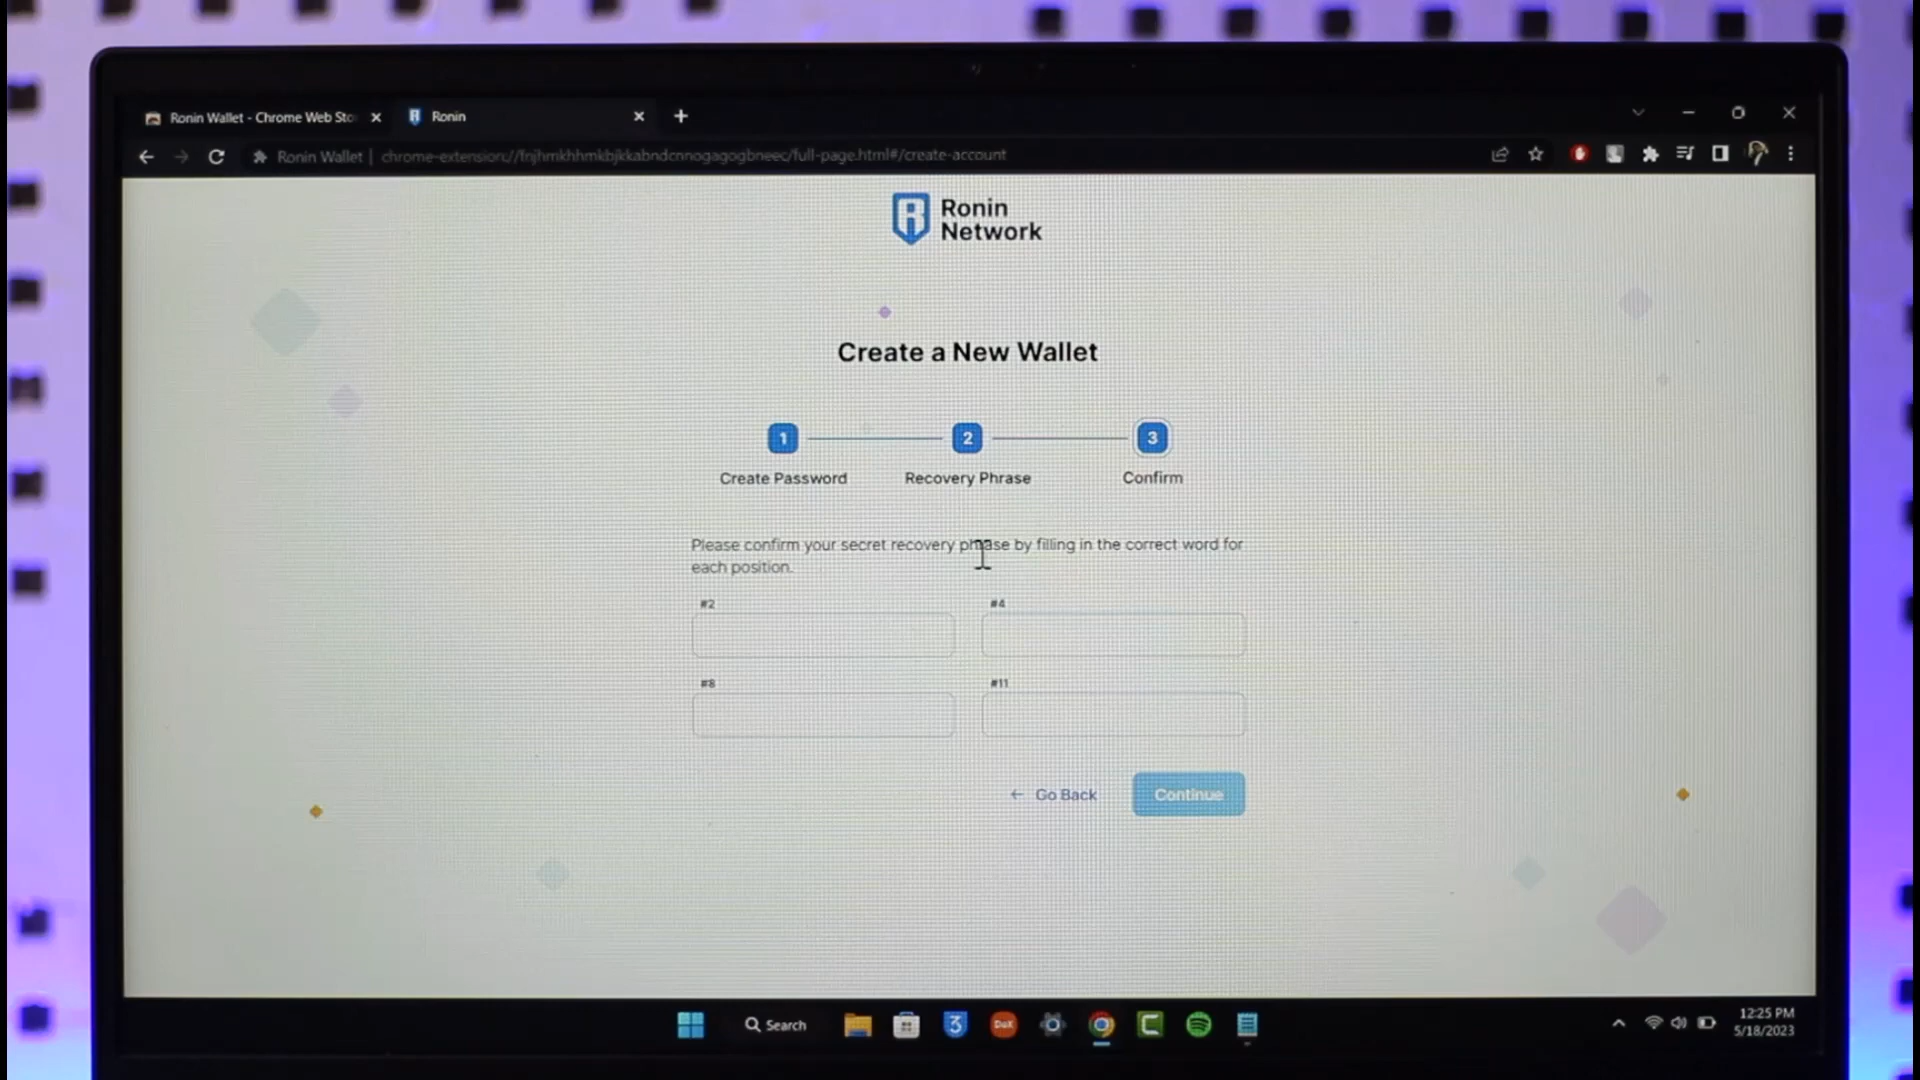 Ronin Wallet - Chrome Web Sto
Ronin
Ronin Wallet | chrome-extension://fnjhmkhhmkbjkkabndcnnogagogbneec/full-page.html#/create-account
Ronin
Network
Create a New Wallet
1
2
3
Create Password
Recovery Phrase
Confirm
Please confirm your secret recovery phrase by filling in the correct word for
each position.
#2
#4
#8
#11
← Go Back
Continue
Search
3
DoX
12:25 PM
5/18/2023